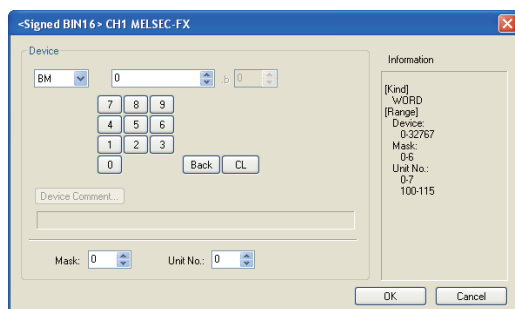 <Signed BIN16> CH1 MELSEC-FX
Device
BM 0 .b 0
7 8 9
4 5 6
1 2 3
0 Back CL
Device Comment...
Mask: 0 Unit No.: 0
Information
[Kind]
WORD
[Range]
Device:
0-32767
Mask:
0-6
Unit No.:
0-7
100-115
OK Cancel